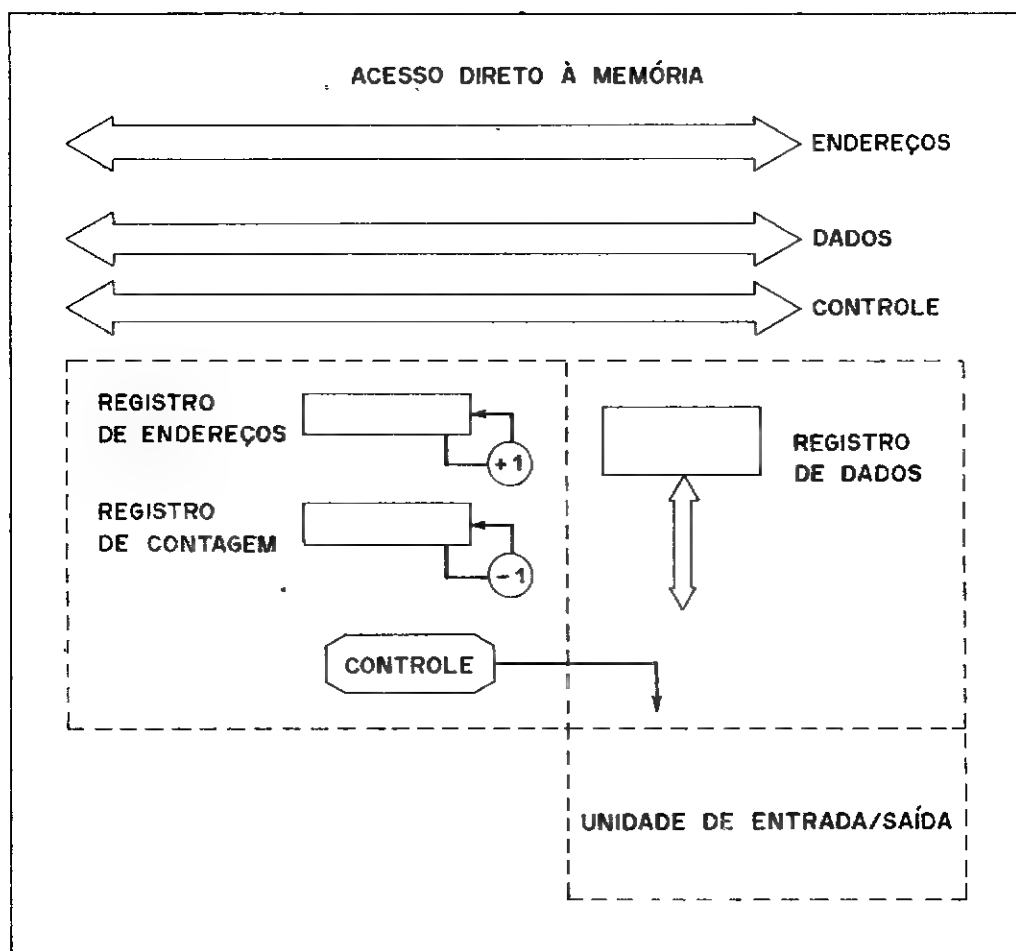 ACESSO DIRETO À MEMÓRIA
ENDEREÇOS
DADOS
CONTROLE
REGISTRO
DE ENDEREÇOS
+1
REGISTRO
DE DADOS
REGISTRO
DE CONTAGEM
-1
CONTROLE
UNIDADE DE ENTRADA/SAÍDA